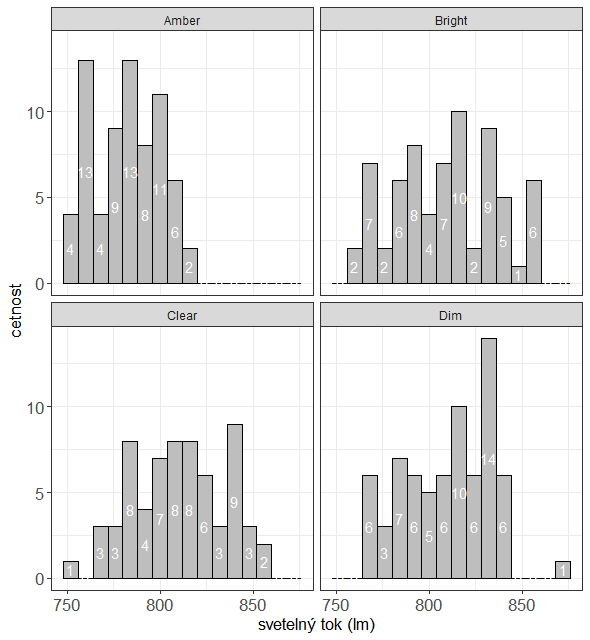 Amber
Bright
10
5
0
4 13 4 9 13 8 11 6 2
2 7 2 6 8 4 7 10 2 9 5 1 6
cetnost
Clear
Dim
10
5
0
1 3 3 8 4 7 8 8 6 3 9 3 2
6 3 7 6 5 6 10 6 14 6 1
750 800 850
750 800 850
svetelný tok (lm)